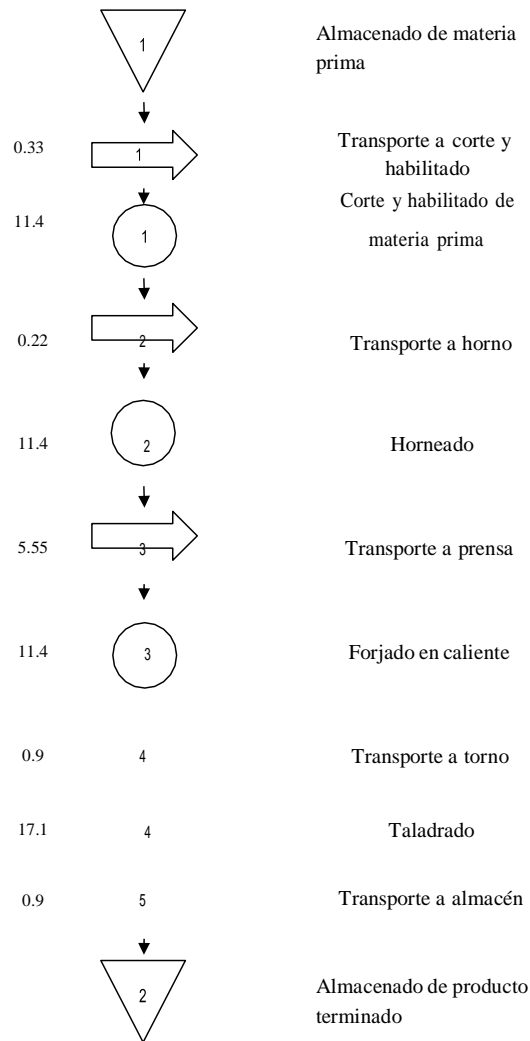 1
Almacenado de materia
prima
0.33
1
Transporte a corte y
habilitado
11.4
1
Corte y habilitado de
materia prima
0.22
2
Transporte a horno
11.4
2
Horneado
5.55
3
Transporte a prensa
11.4
3
Forjado en caliente
0.9
4
Transporte a torno
17.1
4
Taladrado
0.9
5
Transporte a almacén
2
Almacenado de producto
terminado